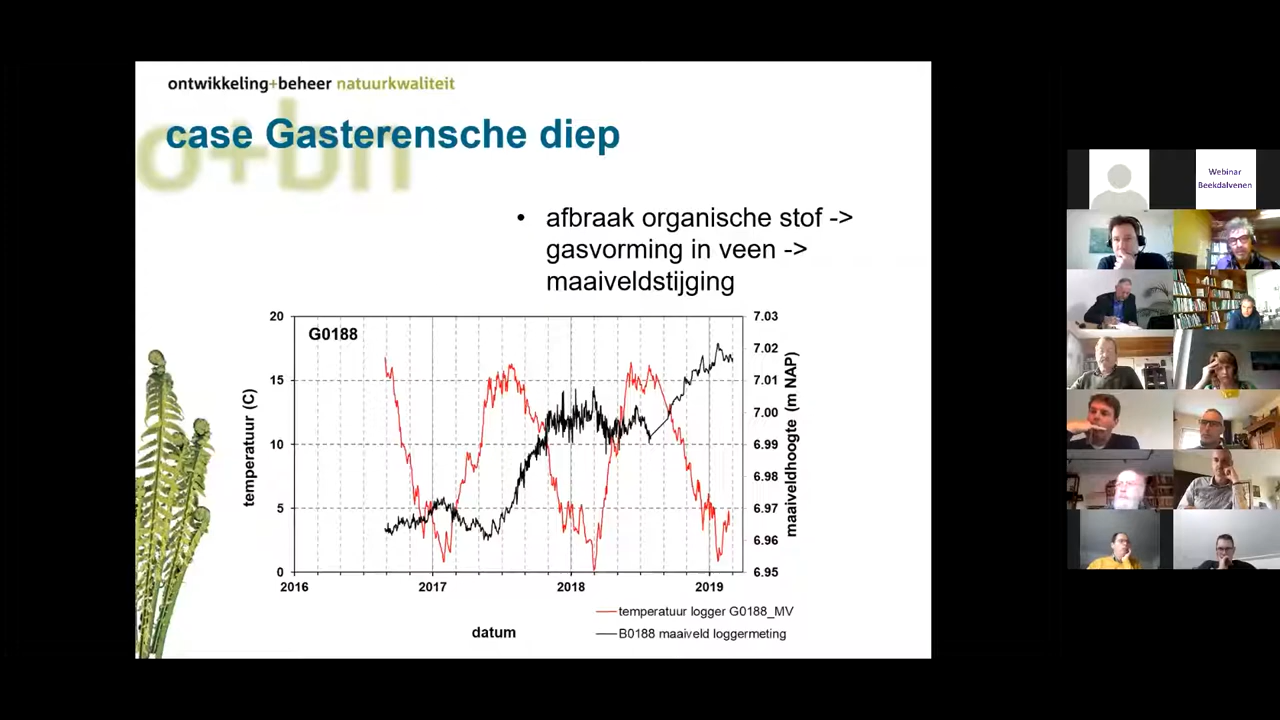 ontwikkeling+beheer natuurkwaliteit
o+bn
case Gasterensche diep
• afbraak organische stof ->
gasvorming in veen ->
maaiveldstijging
G0188
20
15
10
5
0
temperatuur (C)
7.03
7.02
7.01
7.00
6.99
6.98
6.97
6.96
6.95
maaiveldhoogte (m NAP)
2016 2017 2018 2019
datum
temperatuur logger G0188_MV
B0188 maaiveld loggermeting
Webinar
Beekdalvenen